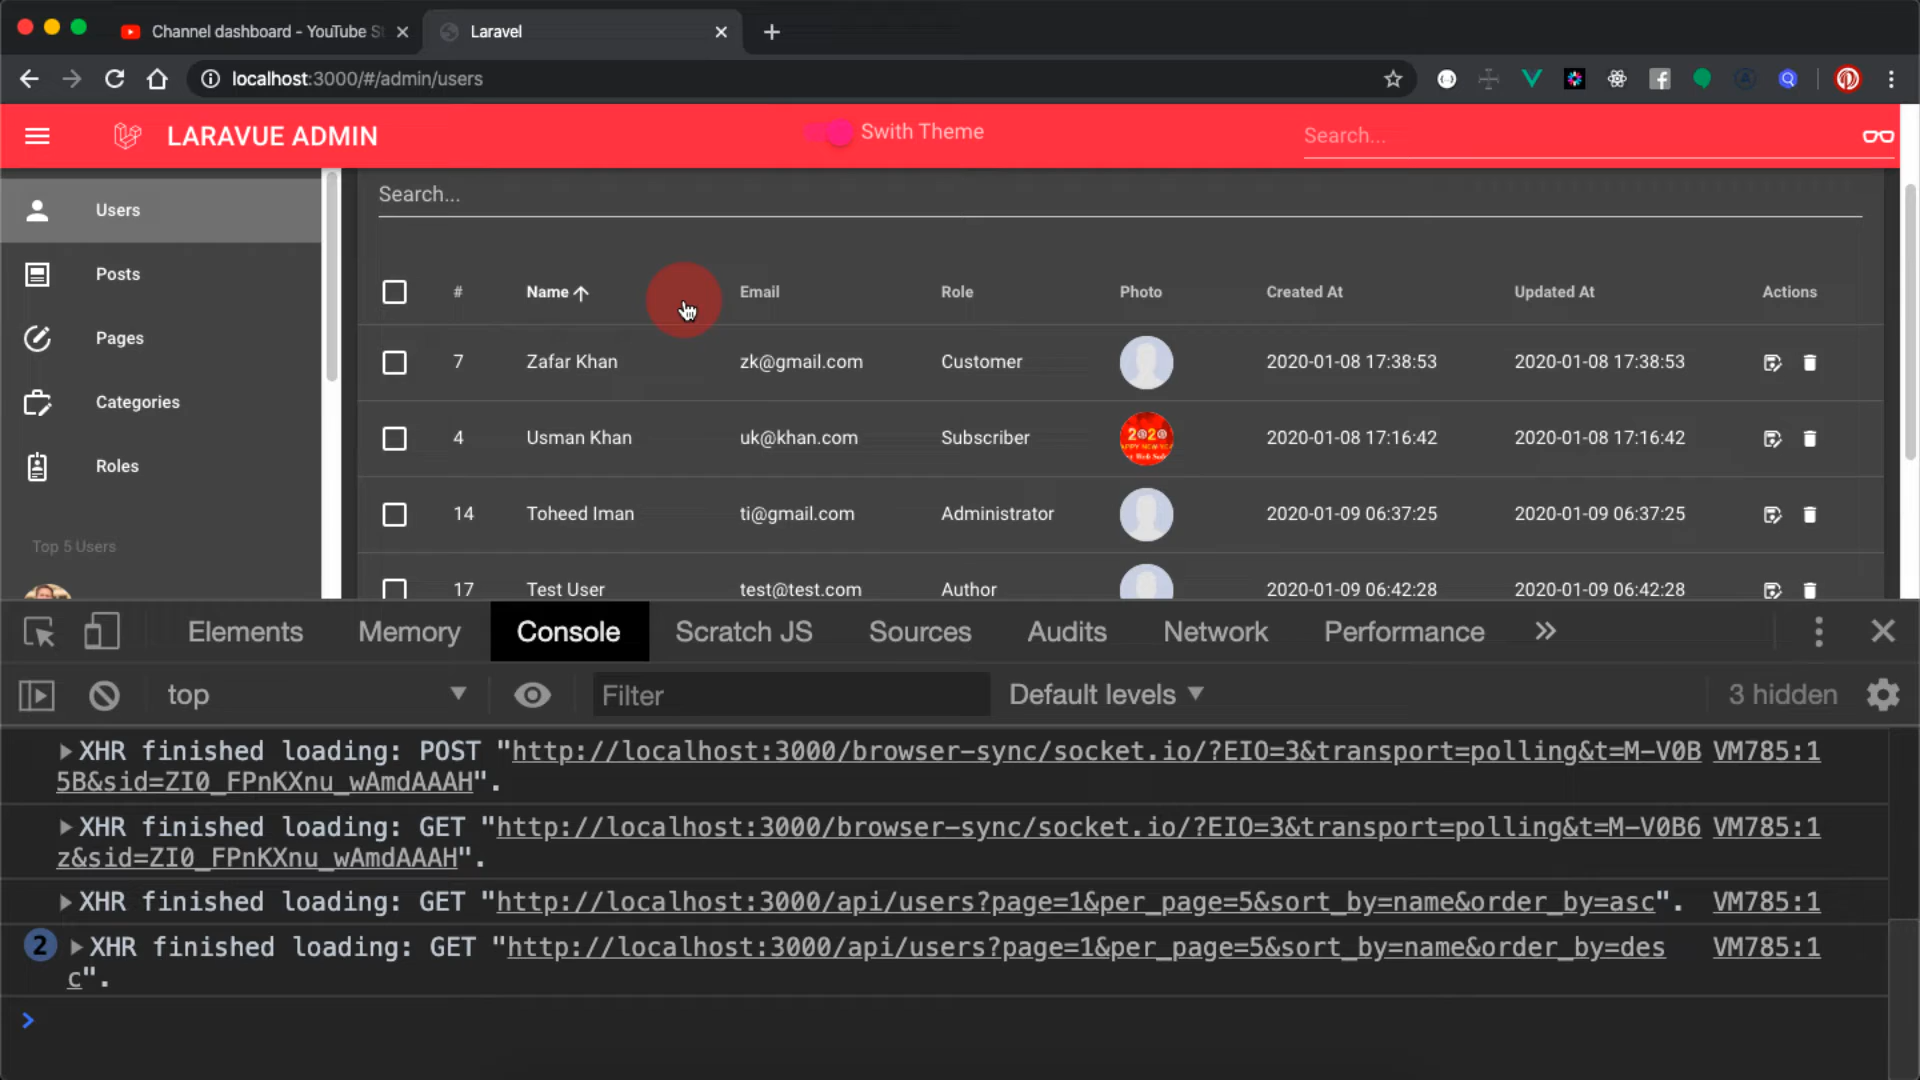 Channel dashboard - YouTube St
Laravel
localhost:3000/#/admin/users
LARAVUE ADMIN
Swith Theme
Search...
Users
Posts
Pages
Categories
Roles
Top 5 Users
Search...
# Name Email Role Photo Created At Updated At Actions
7 Zafar Khan zk@gmail.com Customer 2020-01-08 17:38:53 2020-01-08 17:38:53
4 Usman Khan uk@khan.com Subscriber 2020 2020-01-08 17:16:42 2020-01-08 17:16:42
14 Toheed Iman ti@gmail.com Administrator 2020-01-09 06:37:25 2020-01-09 06:37:25
17 Test User test@test.com Author 2020-01-09 06:42:28 2020-01-09 06:42:28
Elements Memory Console Scratch JS Sources Audits Network Performance
top Filter Default levels 3 hidden
XHR finished loading: POST "http://localhost:3000/browser-sync/socket.io/?EIO=3&transport=polling&t=M-V0B VM785:1
5B&sid=ZI0_FPnKXnu_wAmdAAAH".
XHR finished loading: GET "http://localhost:3000/browser-sync/socket.io/?EIO=3&transport=polling&t=M-V0B6 VM785:1
z&sid=ZI0_FPnKXnu_wAmdAAAH".
XHR finished loading: GET "http://localhost:3000/api/users?page=1&per_page=5&sort_by=name&order_by=asc". VM785:1
2 XHR finished loading: GET "http://localhost:3000/api/users?page=1&per_page=5&sort_by=name&order_by=des VM785:1
c".